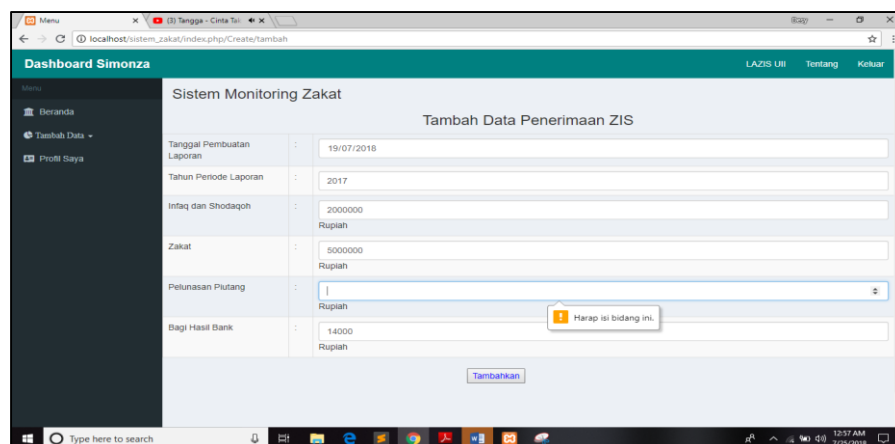 Menu
(3) Tangga - Cinta Tak
localhost/sistem_zakat/index.php/Create/tambah
Dashboard Simonza
LAZIS UII Tentang Keluar
Menu
Beranda
Tambah Data
Profil Saya
Sistem Monitoring Zakat
Tambah Data Penerimaan ZIS
Tanggal Pembuatan
Laporan
: 19/07/2018
Tahun Periode Laporan : 2017
Infaq dan Shodaqoh : 2000000
Rupiah
Zakat : 5000000
Rupiah
Pelunasan Piutang :
Rupiah
Harap isi bidang ini.
Bagi Hasil Bank : 14000
Rupiah
Tambahkan
Type here to search
12:57 AM
7/25/2018